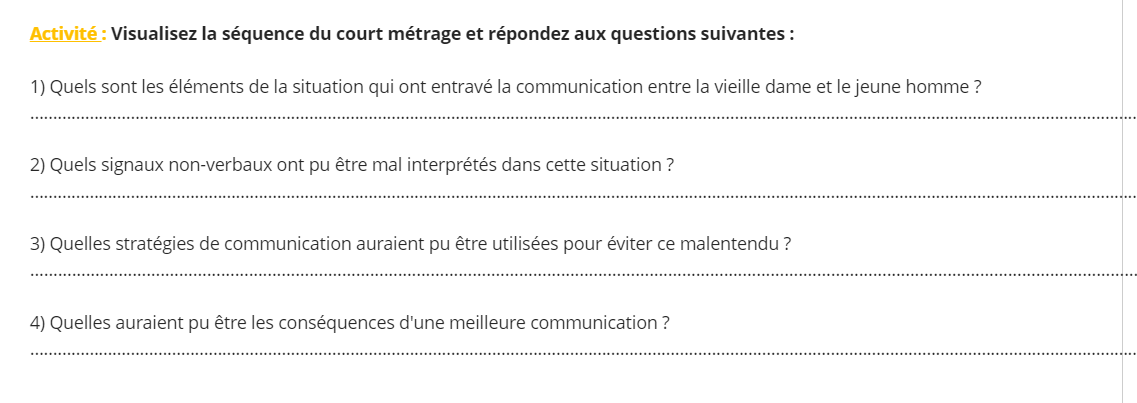 Activité : Visualisez la séquence du court métrage et répondez aux questions suivantes :
1) Quels sont les éléments de la situation qui ont entravé la communication entre la vieille dame et le jeune homme ?
2) Quels signaux non-verbaux ont pu être mal interprétés dans cette situation ?
3) Quelles stratégies de communication auraient pu être utilisées pour éviter ce malentendu ?
4) Quelles auraient pu être les conséquences d'une meilleure communication ?